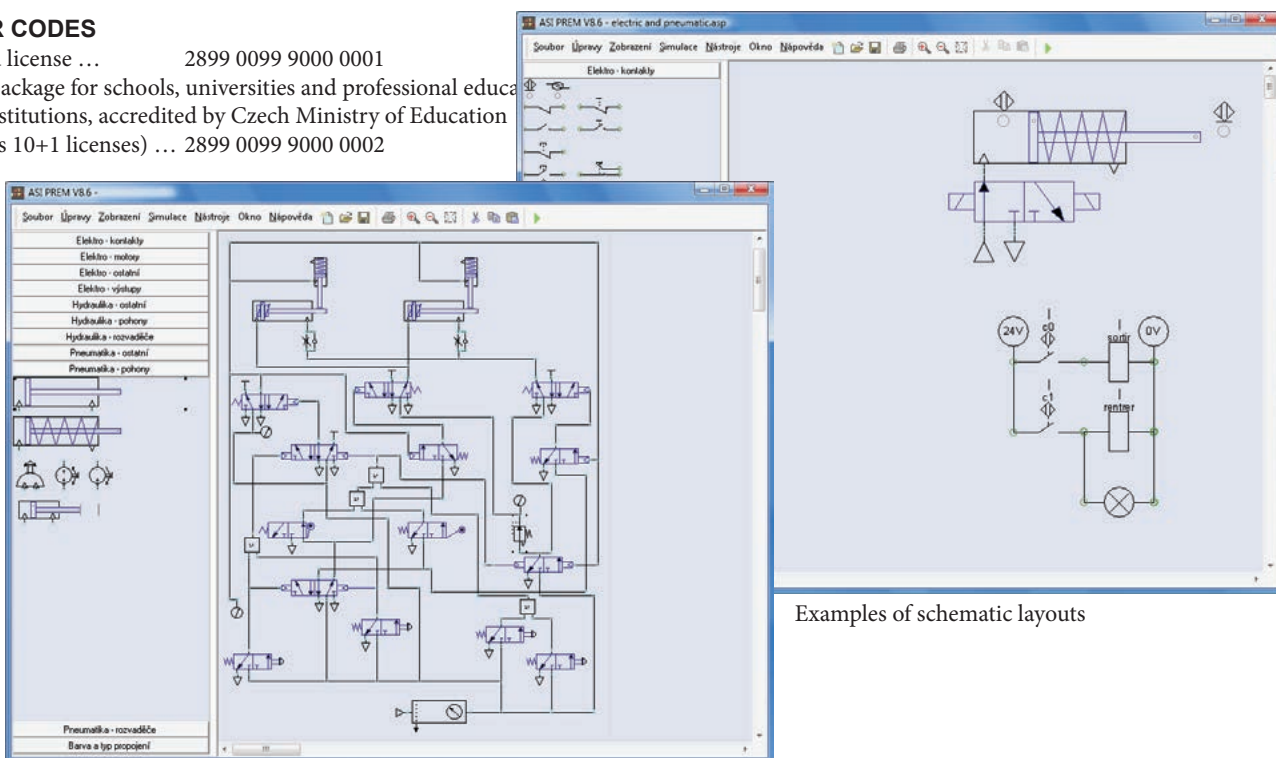 R CODES
license … 2899 0099 9000 0001
ackage for schools, universities and professional educa
stitutions, accredited by Czech Ministry of Education
s 10+1 licenses) … 2899 0099 9000 0002
ASI PREM V8.6 - electric and pneumatic.asp
Soubor Úpravy Zobrazení Simulace Nástroje Okno Nápověda
Elektro - kontakty
24V
c0
sortir
0V
c1
rentrer
Examples of schematic layouts
ASI PREM V8.6 -
Soubor Úpravy Zobrazení Simulace Nástroje Okno Nápověda
Elektro - kontakty
Elektro - motory
Elektro - ostatní
Elektro - výstupy
Hydraulika - ostatní
Hydraulika - pohony
Hydraulika - rozvaděče
Pneumatika - ostatní
Pneumatika - pohony
Pneumatika - rozvaděče
Barva a typ propojení